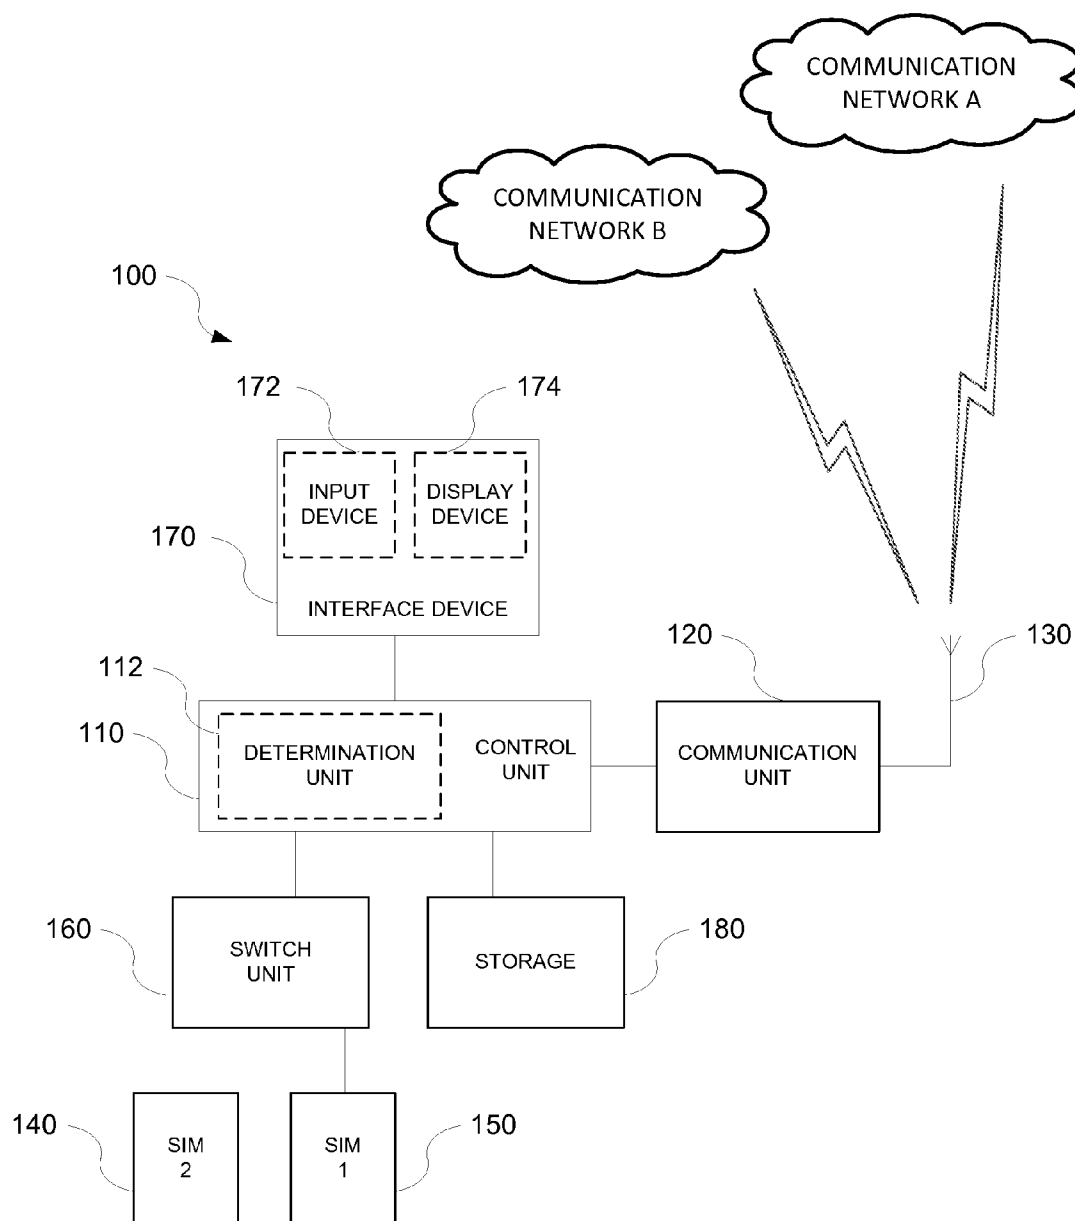 COMMUNICATION
NETWORK A
COMMUNICATION
NETWORK B
100
172
174
INPUT
DEVICE
DISPLAY
DEVICE
170
INTERFACE DEVICE
120
130
112
110
DETERMINATION
UNIT
CONTROL
UNIT
COMMUNICATION
UNIT
160
SWITCH
UNIT
STORAGE
180
140
SIM
2
SIM
1
150